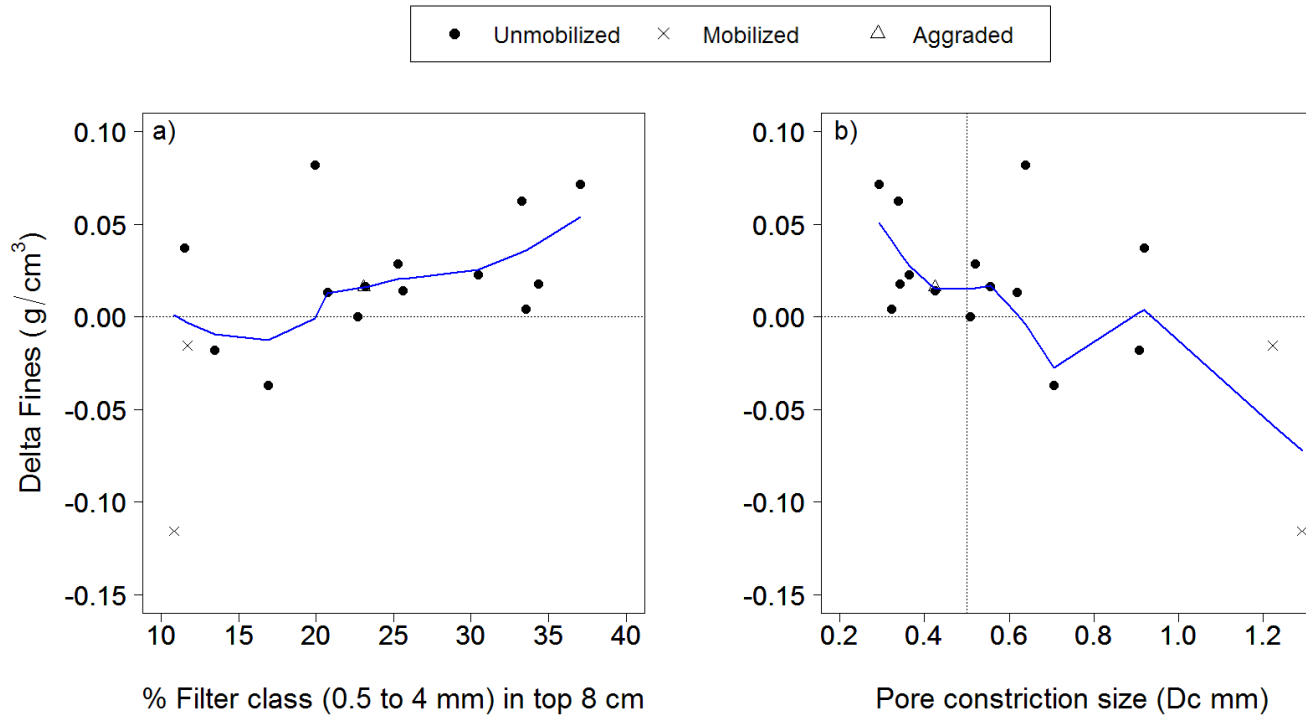 Unmobilized Mobilized Aggraded
a)
b)
Delta Fines (g/cm³)
0.10
0.05
0.00
-0.05
-0.10
-0.15
10 15 20 25 30 35 40
% Filter class (0.5 to 4 mm) in top 8 cm
0.10
0.05
0.00
-0.05
-0.10
-0.15
0.2 0.4 0.6 0.8 1.0 1.2
Pore constriction size (Dc mm)